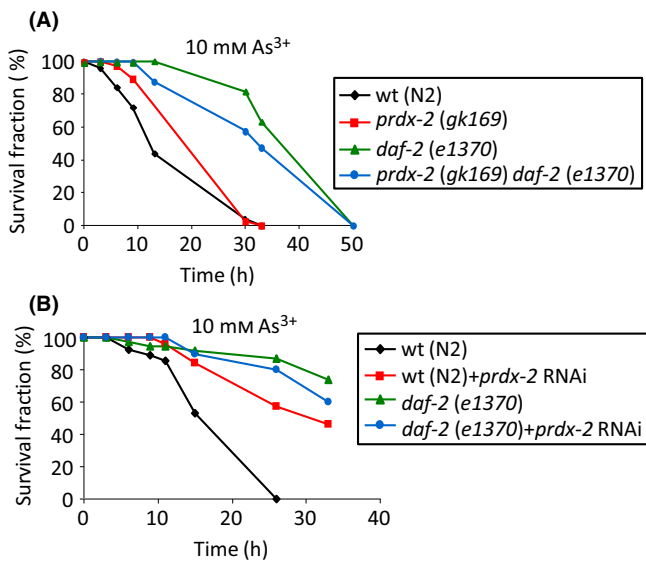 (A)
10 mM As3+
Survival fraction (%)
100
80
60
40
20
0
0 10 20 30 40 50
Time (h)
wt (N2)
prdx-2 (gk169)
daf-2 (e1370)
prdx-2 (gk169) daf-2 (e1370)
(B)
10 mM As3+
Survival fraction (%)
100
80
60
40
20
0
0 10 20 30 40
Time (h)
wt (N2)
wt (N2)+prdx-2 RNAi
daf-2 (e1370)
daf-2 (e1370)+prdx-2 RNAi